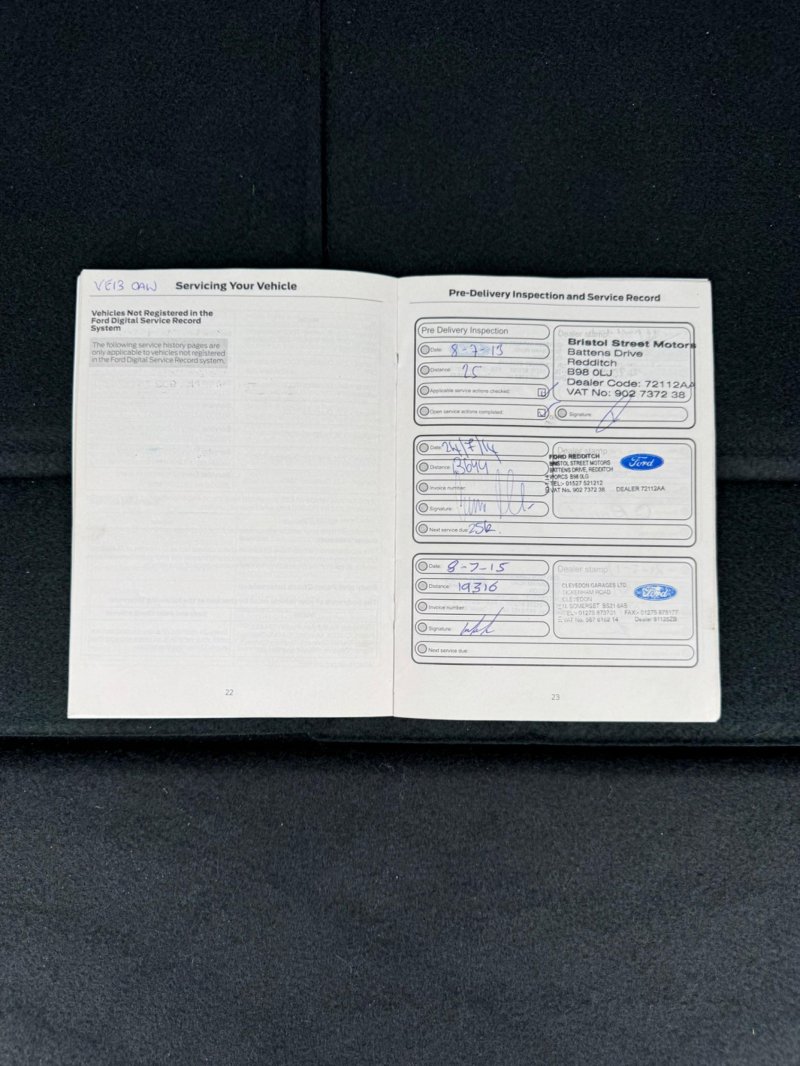 VE13 OAW
Servicing Your Vehicle
Vehicles Not Registered in the
Ford Digital Service Record
System
The following service history pages are
only applicable to vehicles not registered
in the Ford Digital Service Record system.
22
Pre-Delivery Inspection and Service Record
Pre Delivery Inspection
Date: 8-7-13
Distance: 25
Applicable service actions checked:
Open service actions completed:
Dealer stamp:
Bristol Street Motors
Battens Drive
Redditch
B98 0LJ
Dealer Code: 72112AA
VAT No: 902 7372 38
Signature:
Date: 24/7/14
Distance:
Invoice number:
Signature:
Next service due: 25k.
FORD REDDITCH
BRISTOL STREET MOTORS
BATTENS DRIVE, REDDITCH
WORCS B98 0LG
TEL:- 01527 521212
VAT No. 902 7372 38 DEALER 72112AA
Ford
Date: 8-7-15
Distance: 19316
Invoice number:
Signature:
Next service due:
Dealer stamp:
CLEVEDON GARAGES LTD.
CLEVEDON
SOMERSET BS21
Ford
23